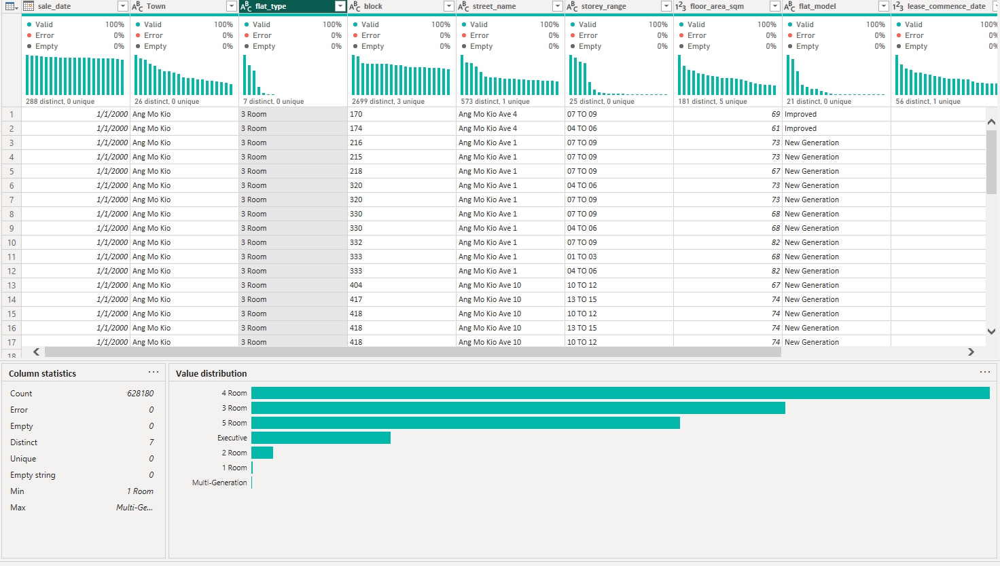 sale_date ABC Town ABC flat_type ABC block ABC street_name ABC storey_range 123 floor_area_sqm ABC flat_model 123 lease_commence_date
Valid 100% Valid 100% Valid 100% Valid 100% Valid 100% Valid 100% Valid 100% Valid 100% Valid 100%
Error 0% Error 0% Error 0% Error 0% Error 0% Error 0% Error 0% Error 0% Error 0%
Empty 0% Empty 0% Empty 0% Empty 0% Empty 0% Empty 0% Empty 0% Empty 0% Empty 0%
288 distinct, 0 unique 26 distinct, 0 unique 7 distinct, 0 unique 2699 distinct, 3 unique 573 distinct, 1 unique 25 distinct, 0 unique 181 distinct, 5 unique 21 distinct, 0 unique 56 distinct, 1 unique
1 1/1/2000 Ang Mo Kio 3 Room 170 Ang Mo Kio Ave 4 07 TO 09 69 Improved
2 1/1/2000 Ang Mo Kio 3 Room 174 Ang Mo Kio Ave 4 04 TO 06 61 Improved
3 1/1/2000 Ang Mo Kio 3 Room 216 Ang Mo Kio Ave 1 07 TO 09 73 New Generation
4 1/1/2000 Ang Mo Kio 3 Room 215 Ang Mo Kio Ave 1 07 TO 09 73 New Generation
5 1/1/2000 Ang Mo Kio 3 Room 218 Ang Mo Kio Ave 1 07 TO 09 67 New Generation
6 1/1/2000 Ang Mo Kio 3 Room 320 Ang Mo Kio Ave 1 04 TO 06 73 New Generation
7 1/1/2000 Ang Mo Kio 3 Room 320 Ang Mo Kio Ave 1 07 TO 09 73 New Generation
8 1/1/2000 Ang Mo Kio 3 Room 330 Ang Mo Kio Ave 1 07 TO 09 68 New Generation
9 1/1/2000 Ang Mo Kio 3 Room 330 Ang Mo Kio Ave 1 04 TO 06 68 New Generation
10 1/1/2000 Ang Mo Kio 3 Room 332 Ang Mo Kio Ave 1 07 TO 09 82 New Generation
11 1/1/2000 Ang Mo Kio 3 Room 333 Ang Mo Kio Ave 1 01 TO 03 68 New Generation
12 1/1/2000 Ang Mo Kio 3 Room 333 Ang Mo Kio Ave 1 04 TO 06 82 New Generation
13 1/1/2000 Ang Mo Kio 3 Room 404 Ang Mo Kio Ave 10 10 TO 12 67 New Generation
14 1/1/2000 Ang Mo Kio 3 Room 417 Ang Mo Kio Ave 10 13 TO 15 74 New Generation
15 1/1/2000 Ang Mo Kio 3 Room 418 Ang Mo Kio Ave 10 10 TO 12 74 New Generation
16 1/1/2000 Ang Mo Kio 3 Room 418 Ang Mo Kio Ave 10 13 TO 15 74 New Generation
17 1/1/2000 Ang Mo Kio 3 Room 418 Ang Mo Kio Ave 10 10 TO 12 74 New Generation
18
Column statistics ...
Count 628180
Error 0
Empty 0
Distinct 7
Unique 0
Empty string 0
Min 1 Room
Max Multi-Ge...
Value distribution ...
4 Room
3 Room
5 Room
Executive
2 Room
1 Room
Multi-Generation